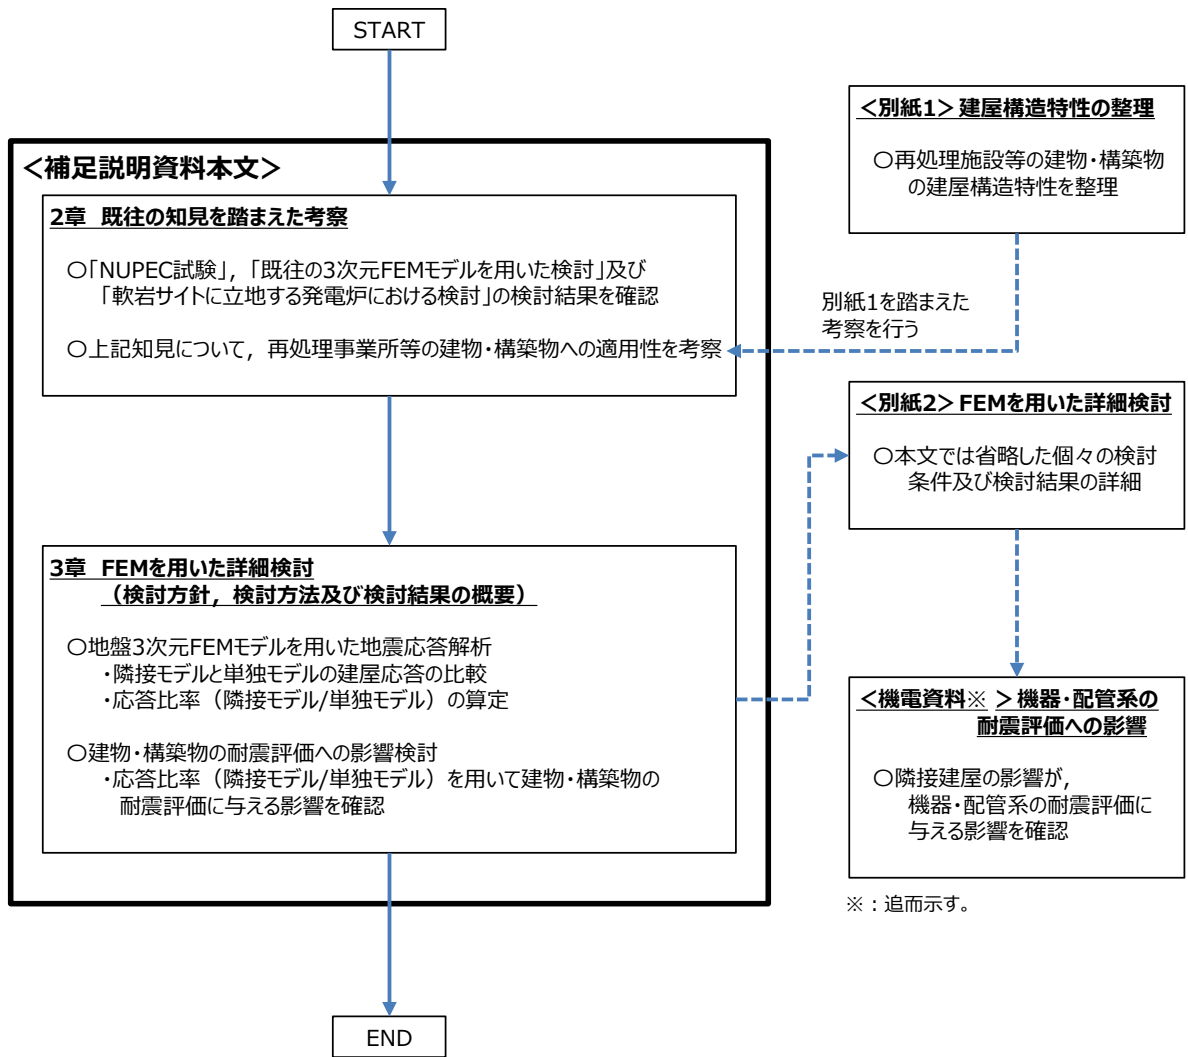 START
<補足説明資料本文>
2章 既往の知見を踏まえた考察
○「NUPEC試験」,「既往の3次元FEMモデルを用いた検討」及び
「軟岩サイトに立地する発電炉における検討」の検討結果を確認
○上記知見について,再処理事業所等の建物・構築物への適用性を考察
3章 FEMを用いた詳細検討
(検討方針,検討方法及び検討結果の概要)
○地盤3次元FEMモデルを用いた地震応答解析
・隣接モデルと単独モデルの建屋応答の比較
・応答比率(隣接モデル/単独モデル)の算定
○建物・構築物の耐震評価への影響検討
・応答比率(隣接モデル/単独モデル)を用いて建物・構築物の
耐震評価に与える影響を確認
END
<別紙1>建屋構造特性の整理
○再処理施設等の建物・構築物
の建屋構造特性を整理
別紙1を踏まえた
考察を行う
<別紙2>FEMを用いた詳細検討
○本文では省略した個々の検討
条件及び検討結果の詳細
<機電資料※ >機器・配管系の
耐震評価への影響
○隣接建屋の影響が,
機器・配管系の耐震評価に
与える影響を確認
※:追而示す。